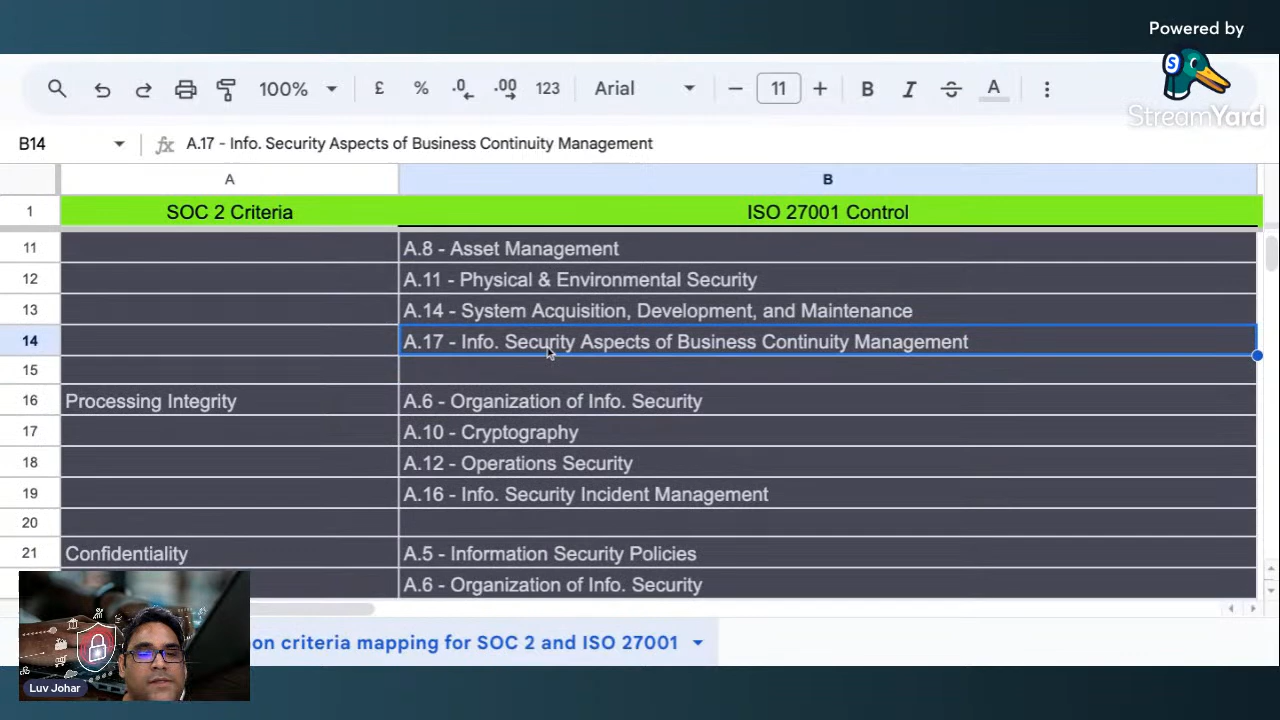 Powered by
S
StreamYard
100%
£
%
.0
.00
123
Arial
11
B
I
S
A
B14
fx
A.17 - Info. Security Aspects of Business Continuity Management
A
B
1
SOC 2 Criteria
ISO 27001 Control
11
A.8 - Asset Management
12
A.11 - Physical & Environmental Security
13
A.14 - System Acquisition, Development, and Maintenance
14
A.17 - Info. Security Aspects of Business Continuity Management
15
16
Processing Integrity
A.6 - Organization of Info. Security
17
A.10 - Cryptography
18
A.12 - Operations Security
19
A.16 - Info. Security Incident Management
20
21
Confidentiality
A.5 - Information Security Policies
A.6 - Organization of Info. Security
on criteria mapping for SOC 2 and ISO 27001
Luv Johar